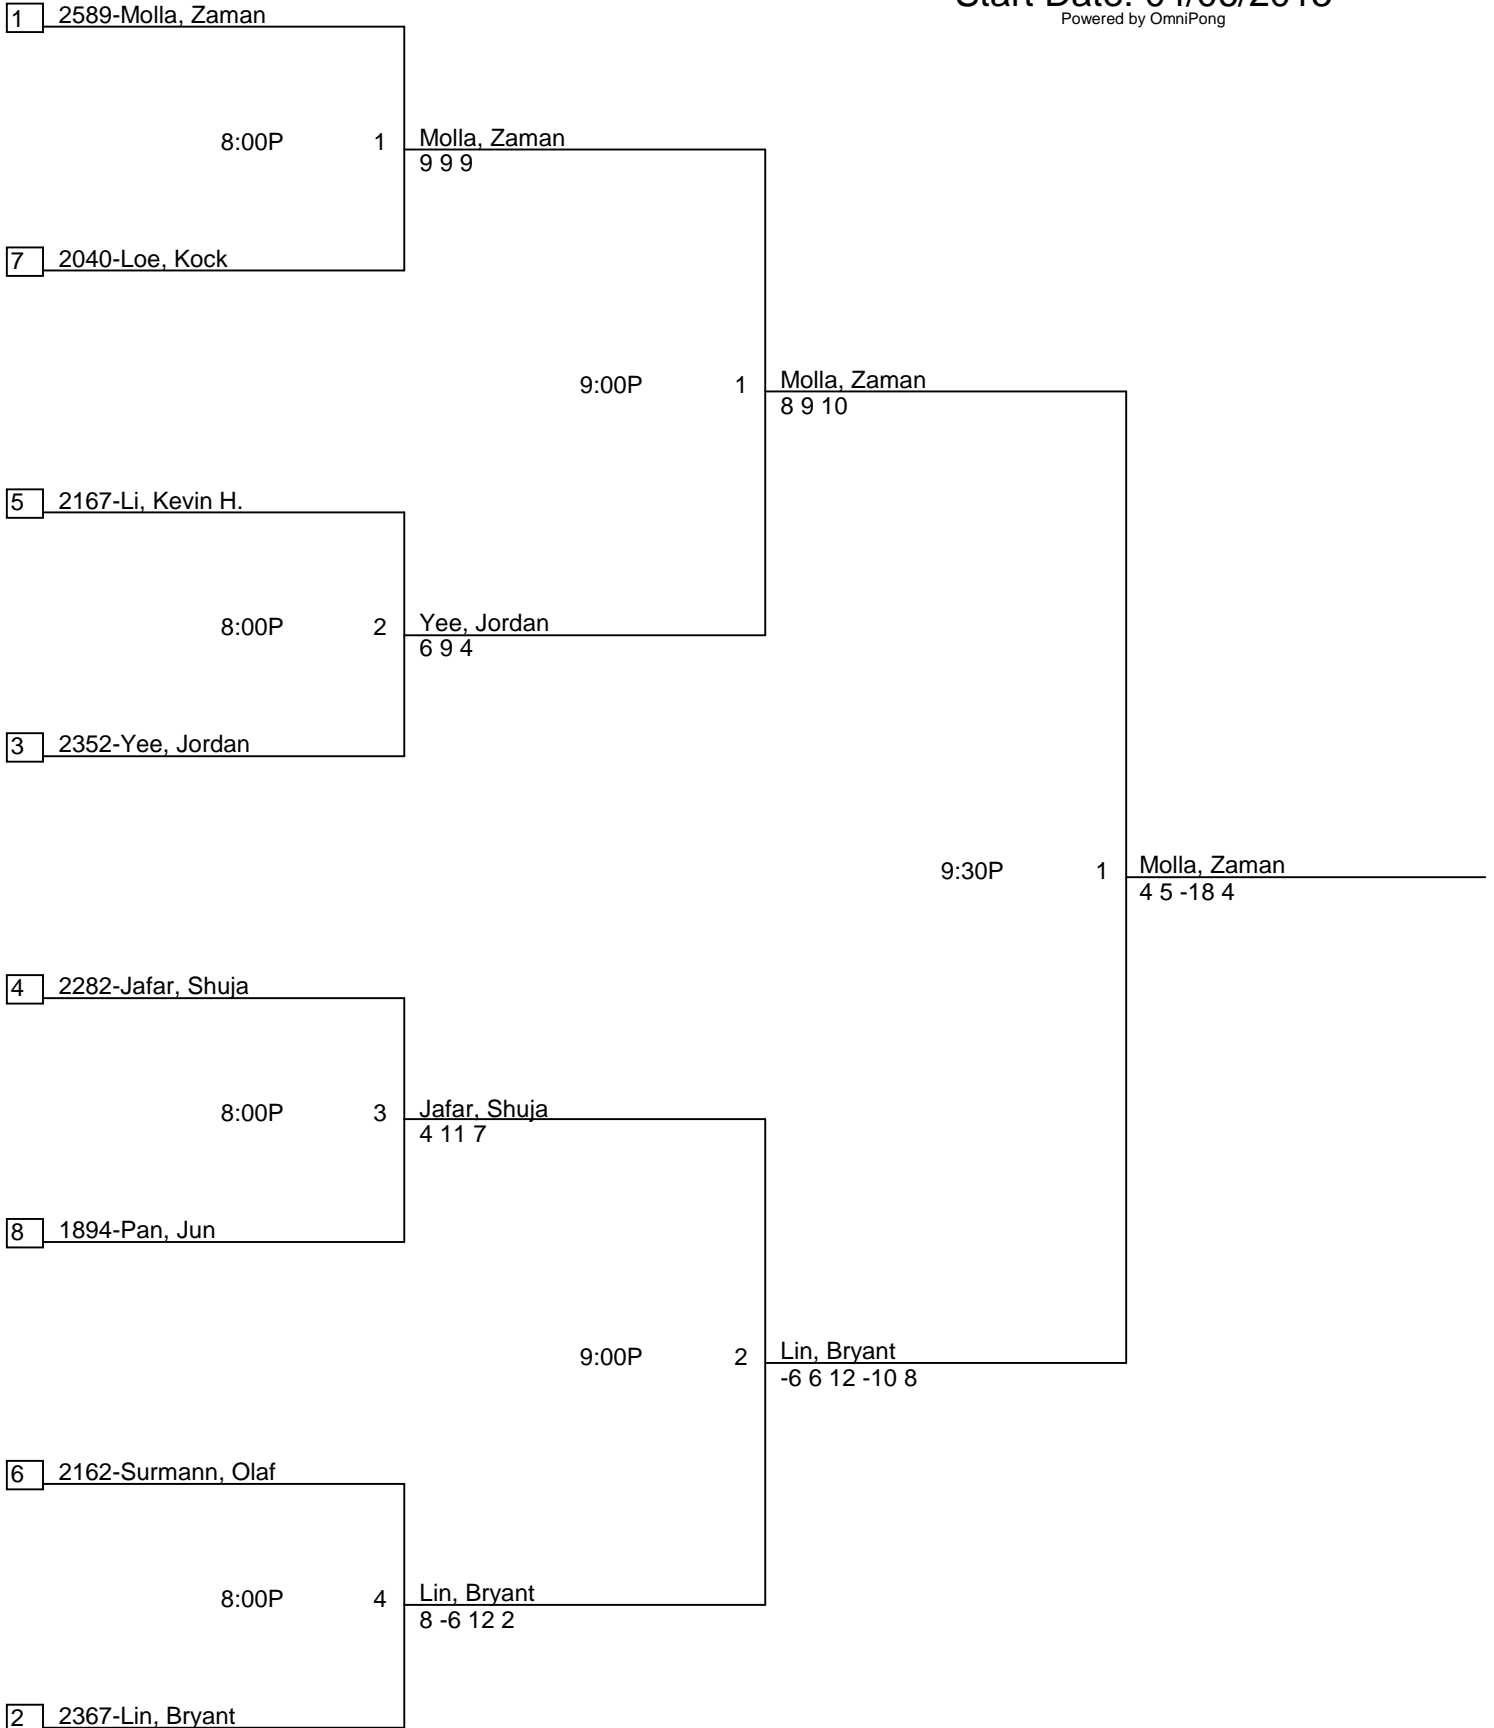 Powered by OmniPong
1 2589-Molla, Zaman
8:00P 1 Molla, Zaman
9 9 9
7 2040-Loe, Kock
9:00P 1 Molla, Zaman
8 9 10
5 2167-Li, Kevin H.
8:00P 2 Yee, Jordan
6 9 4
3 2352-Yee, Jordan
9:30P 1 Molla, Zaman
4 5 -18 4
4 2282-Jafar, Shuja
8:00P 3 Jafar, Shuja
4 11 7
8 1894-Pan, Jun
9:00P 2 Lin, Bryant
-6 6 12 -10 8
6 2162-Surmann, Olaf
8:00P 4 Lin, Bryant
8 -6 12 2
2 2367-Lin, Bryant